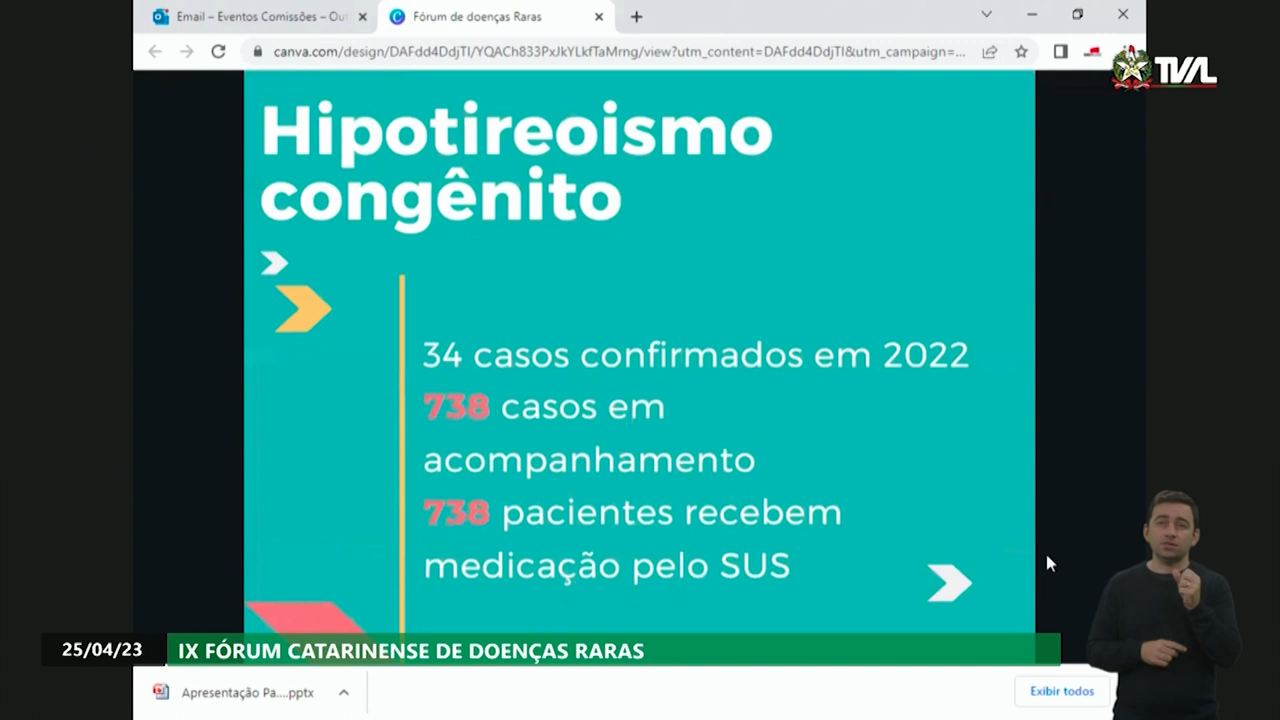 Email – Eventos Comissões – Out
Fórum de doenças Raras
canva.com/design/DAFdd4DdjTI/YQACh833PxJkYLkfTaMrng/view?utm_content=DAFdd4DdjTI&utm_campaign=...
TVAL
Hipotireoismo
congênito
34 casos confirmados em 2022
738 casos em
acompanhamento
738 pacientes recebem
medicação pelo SUS
25/04/23
IX FÓRUM CATARINENSE DE DOENÇAS RARAS
Apresentação Pa....pptx
Exibir todos